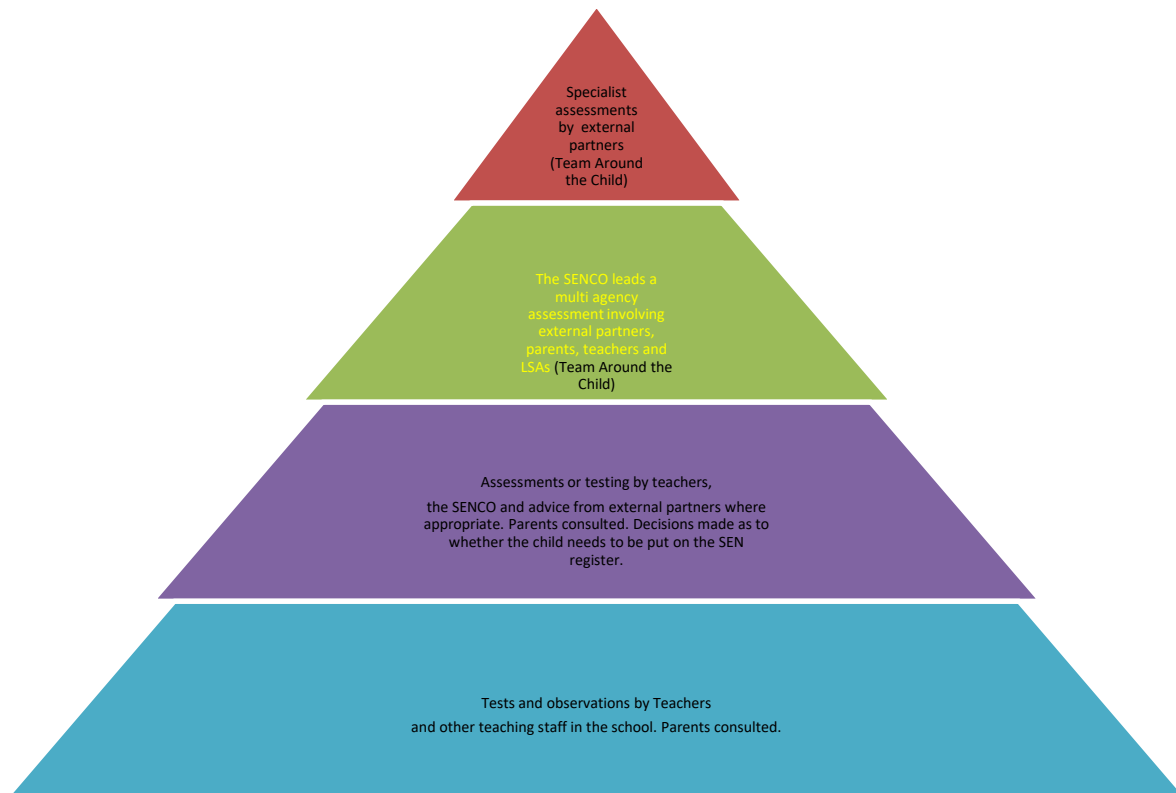 Specialist
assessments
by external
partners
(Team Around
the Child)
The SENCO leads a
multi agency
assessment involving
external partners,
parents, teachers and
LSAs (Team Around the
Child)
Assessments or testing by teachers,
the SENCO and advice from external partners where
appropriate. Parents consulted. Decisions made as to
whether the child needs to be put on the SEN
register.
Tests and observations by Teachers
and other teaching staff in the school. Parents consulted.